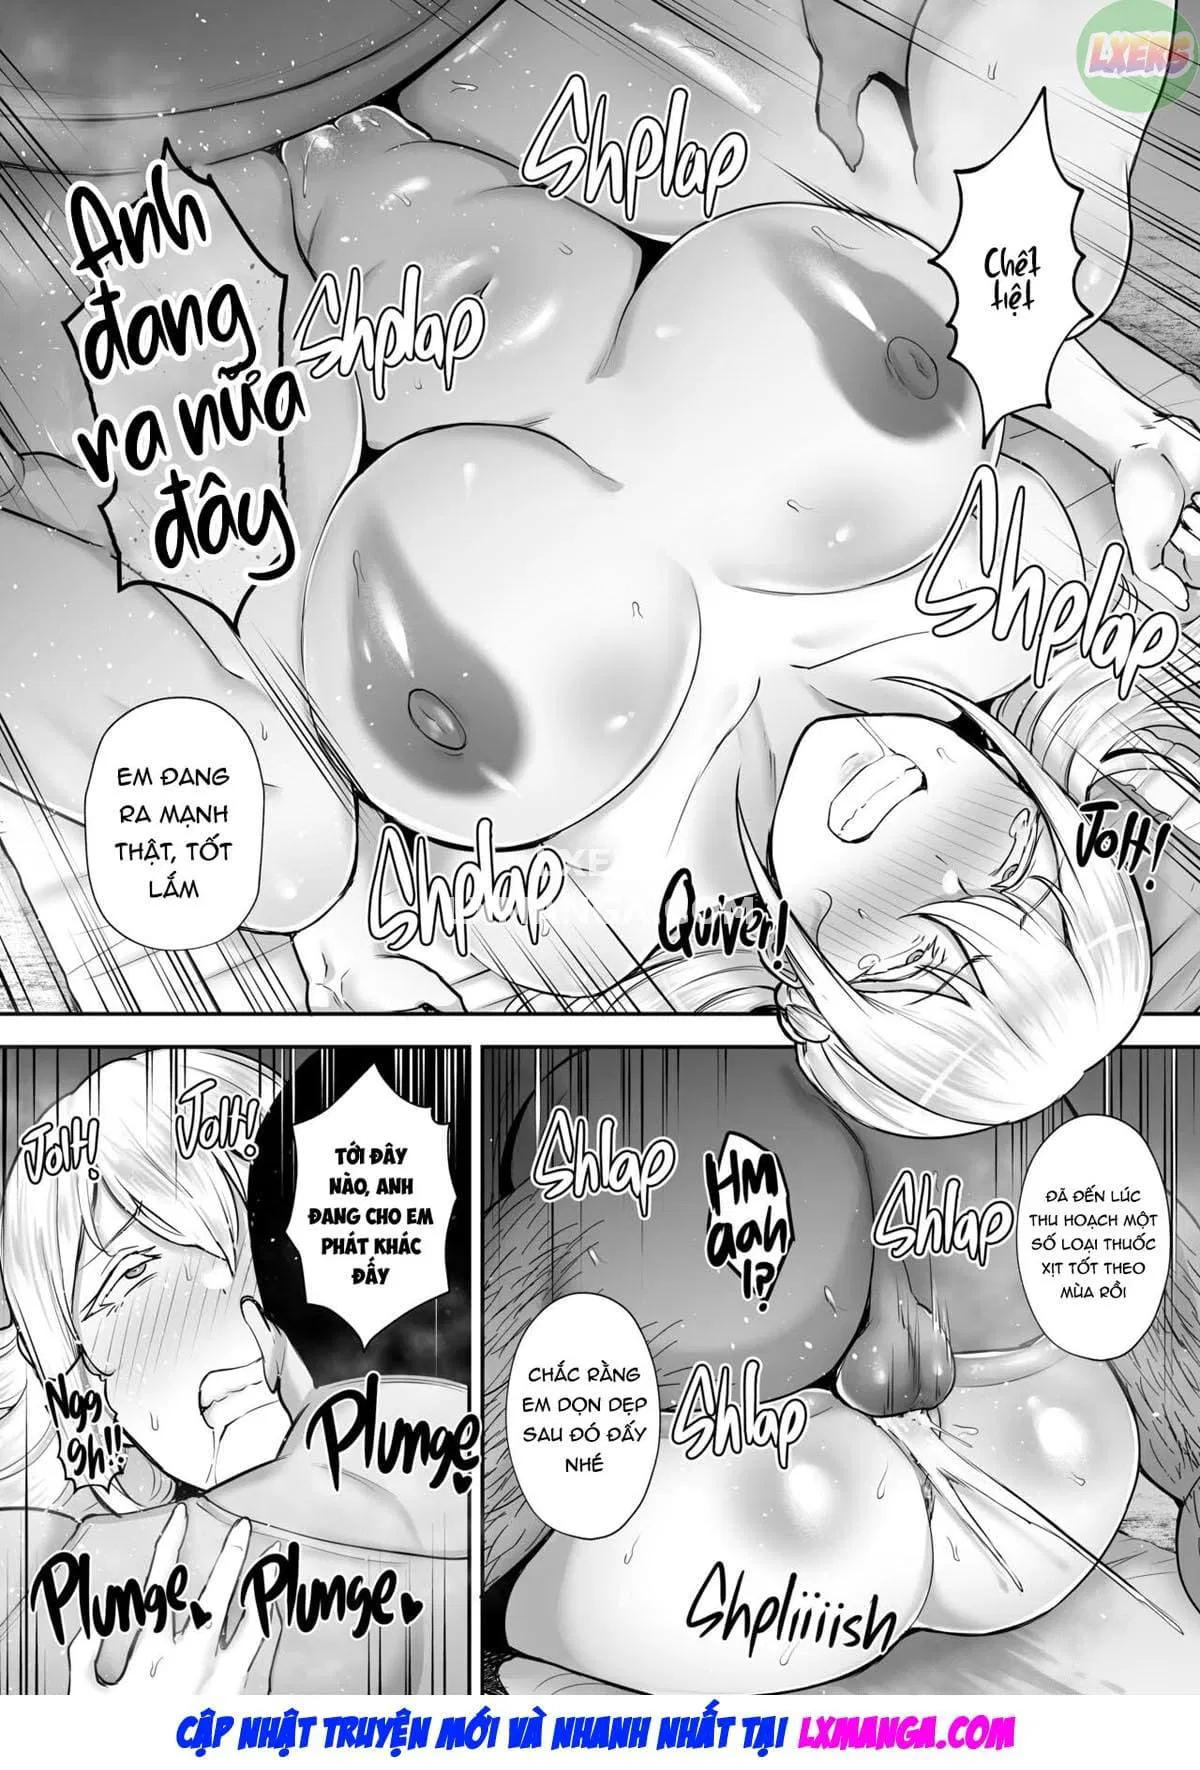 LXERS
Shplap
Chết
tiệt
Anh
đang
ra nữa
đây
Shplap
Shplap
EM ĐANG
RA MẠNH
THẬT, TỐT
LẮM
Jolt!
Shplap
Quiver!
Jolt!
Jolt!
TỚI ĐÂY
NÀO, ANH
ĐANG CHO EM
PHÁT KHÁC
ĐẤY
Ngg
gh!!
Plunge
Plunge
Plunge
Shlap
Hm
aah
!?
Shlap
ĐÃ ĐẾN LÚC
THU HOẠCH MỘT
SỐ LOẠI THUỐC
XỊT TỐT THEO
MÙA RỒI
CHẮC RẰNG
EM DỌN DẸP
SAU ĐÓ ĐẤY
NHÉ
Shlap
Shpliiiiish
CẬP NHẬT TRUYỆN MỚI VÀ NHANH NHẤT TẠI LXMANGA.COM